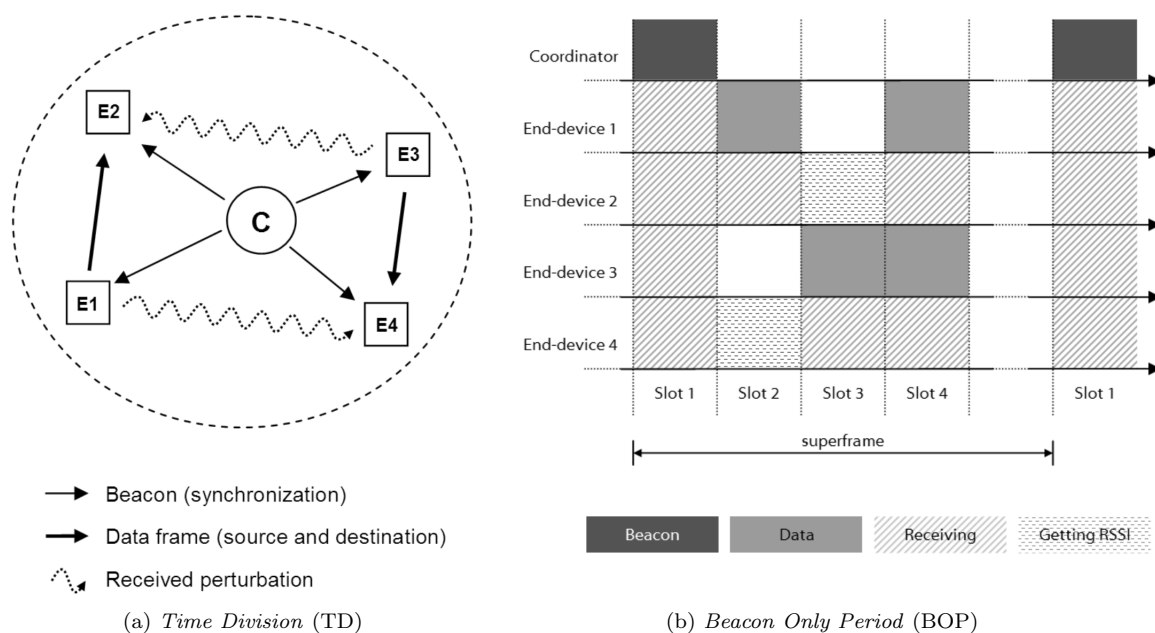 E2
E3
C
E1
E4
Beacon (synchronization)
Data frame (source and destination)
Received perturbation
(a) Time Division (TD)
Coordinator
End-device 1
End-device 2
End-device 3
End-device 4
Slot 1 Slot 2 Slot 3 Slot 4 Slot 1
superframe
Beacon Data Receiving Getting RSSI
(b) Beacon Only Period (BOP)